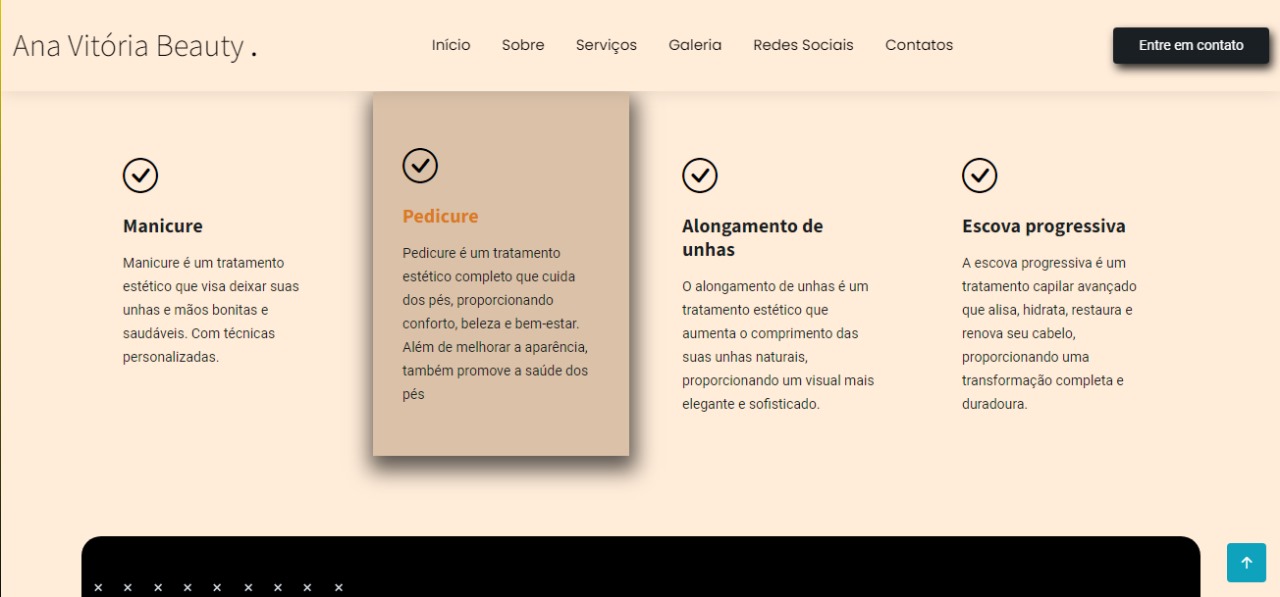 Ana Vitória Beauty .
Início
Sobre
Serviços
Galeria
Redes Sociais
Contatos
Entre em contato
Manicure
Manicure é um tratamento
estético que visa deixar suas
unhas e mãos bonitas e
saudáveis. Com técnicas
personalizadas.
Pedicure
Pedicure é um tratamento
estético completo que cuida
dos pés, proporcionando
conforto, beleza e bem-estar.
Além de melhorar a aparência,
também promove a saúde dos
pés
Alongamento de
unhas
O alongamento de unhas é um
tratamento estético que
aumenta o comprimento das
suas unhas naturais,
proporcionando um visual mais
elegante e sofisticado.
Escova progressiva
A escova progressiva é um
tratamento capilar avançado
que alisa, hidrata, restaura e
renova seu cabelo,
proporcionando uma
transformação completa e
duradoura.